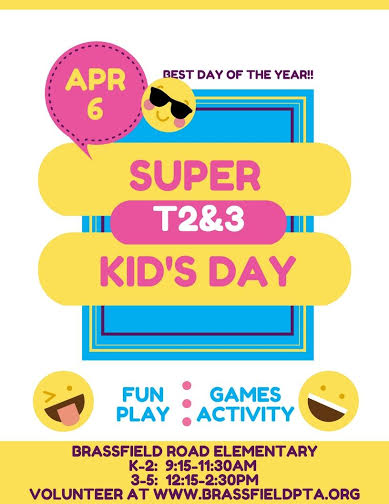 APR
6
BEST DAY OF THE YEAR!!
SUPER
T2&3
KID'S DAY
FUN
PLAY
GAMES
ACTIVITY
BRASSFIELD ROAD ELEMENTARY
K-2: 9:15-11:30AM
3-5: 12:15-2:30PM
VOLUNTEER AT WWW.BRASSFIELDPTA.ORG